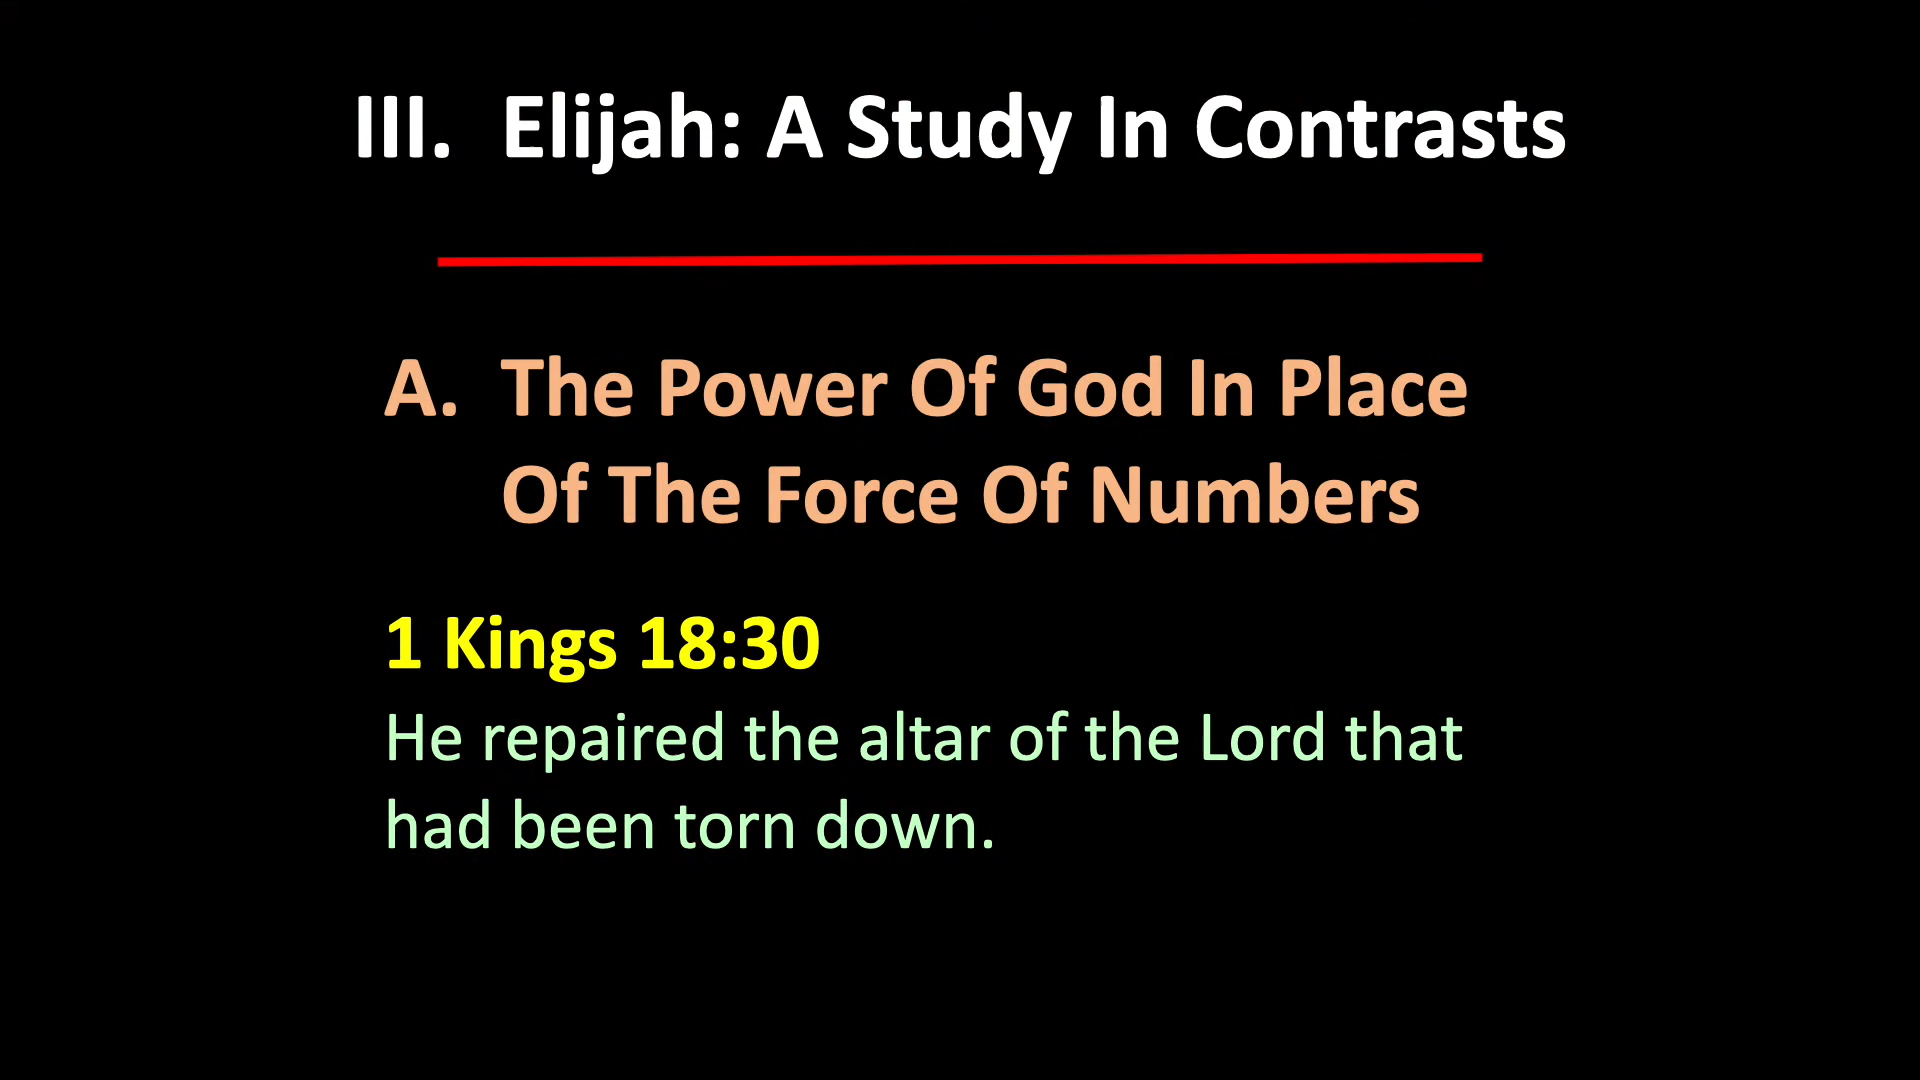 III. Elijah: A Study In Contrasts
A. The Power Of God In Place
Of The Force Of Numbers
1 Kings 18:30
He repaired the altar of the Lord that
had been torn down.